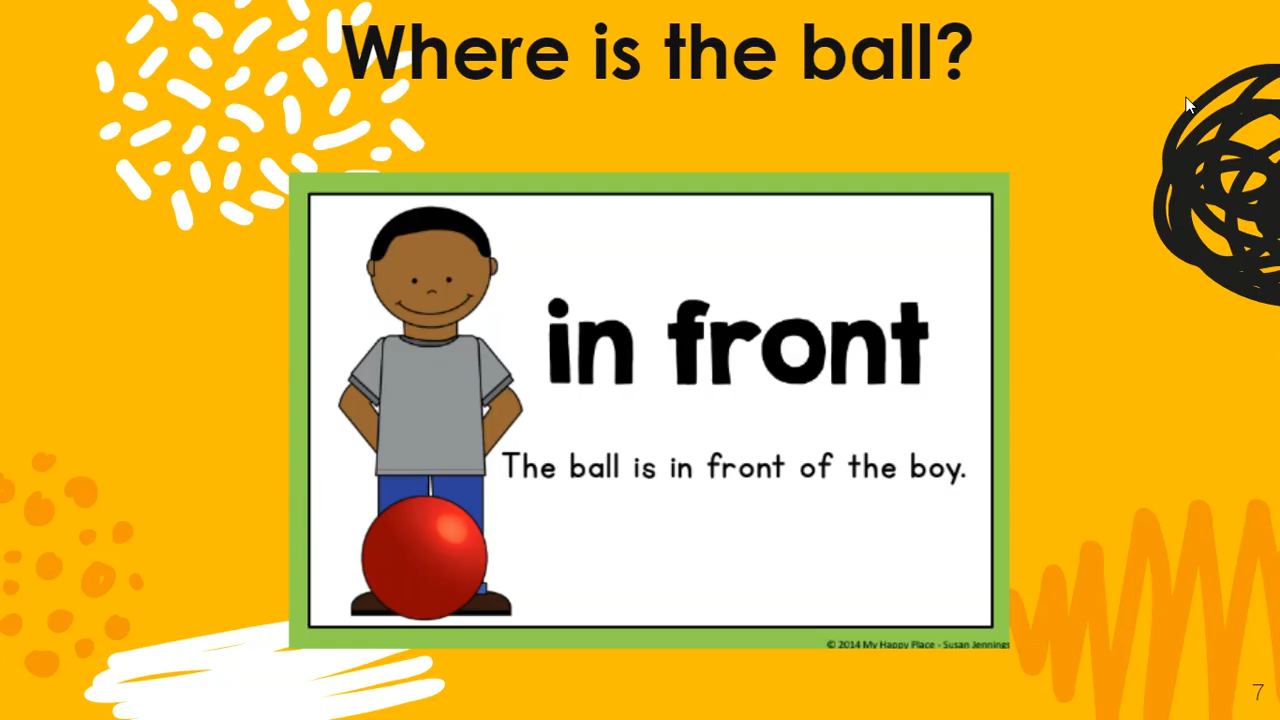 Where is the ball?
in front
The ball is in front of the boy.
© 2014 My Happy Place - Susan Jennings
7